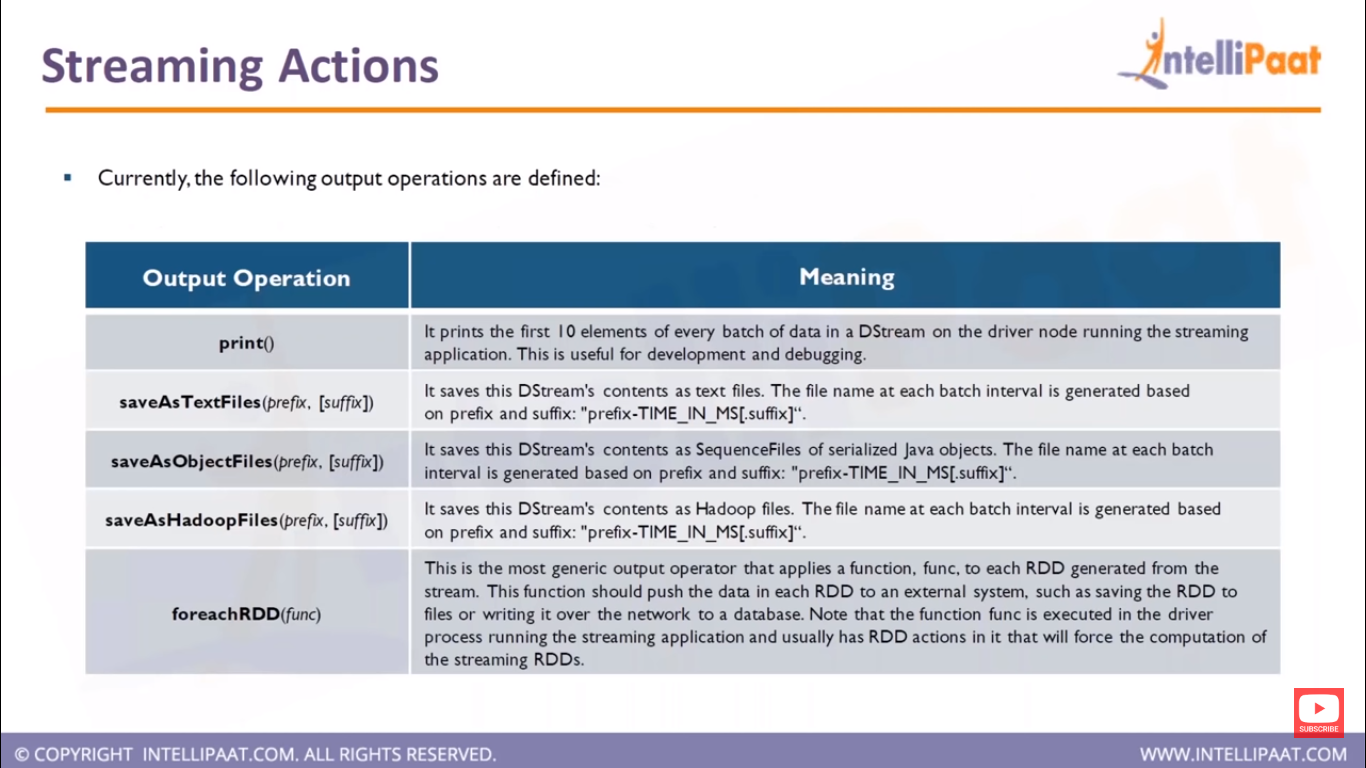 Streaming Actions
IntelliPaat
Currently, the following output operations are defined:
Output Operation
Meaning
print()
It prints the first 10 elements of every batch of data in a DStream on the driver node running the streaming
application. This is useful for development and debugging.
saveAsTextFiles(prefix, [suffix])
It saves this DStream's contents as text files. The file name at each batch interval is generated based
on prefix and suffix: "prefix-TIME_IN_MS[.suffix]“.
saveAsObjectFiles(prefix, [suffix])
It saves this DStream's contents as SequenceFiles of serialized Java objects. The file name at each batch
interval is generated based on prefix and suffix: "prefix-TIME_IN_MS[.suffix]“.
saveAsHadoopFiles(prefix, [suffix])
It saves this DStream's contents as Hadoop files. The file name at each batch interval is generated based
on prefix and suffix: "prefix-TIME_IN_MS[.suffix]“.
foreachRDD(func)
This is the most generic output operator that applies a function, func, to each RDD generated from the
stream. This function should push the data in each RDD to an external system, such as saving the RDD to
files or writing it over the network to a database. Note that the function func is executed in the driver
process running the streaming application and usually has RDD actions in it that will force the computation of
the streaming RDDs.
SUBSCRIBE
© COPYRIGHT INTELLIPAAT.COM. ALL RIGHTS RESERVED.
WWW.INTELLIPAAT.COM